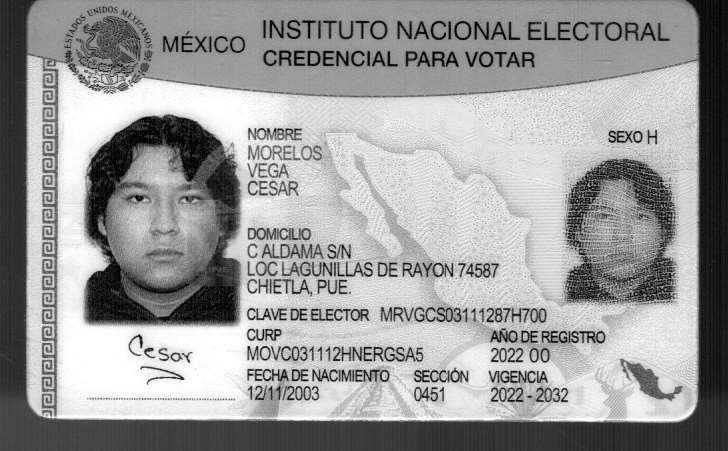 ESTADOS UNIDOS MEXICANOS
MÉXICO
INSTITUTO NACIONAL ELECTORAL
CREDENCIAL PARA VOTAR
NOMBRE
MORELOS
VEGA
CESAR
SEXO H
DOMICILIO
C ALDAMA S/N
LOC LAGUNILLAS DE RAYON 74587
CHIETLA, PUE.
CLAVE DE ELECTOR MRVGCS03111287H700
CURP
MOVC031112HNERGSA5
AÑO DE REGISTRO
2022 00
FECHA DE NACIMIENTO
12/11/2003
SECCIÓN
0451
VIGENCIA
2022 - 2032
Cesar